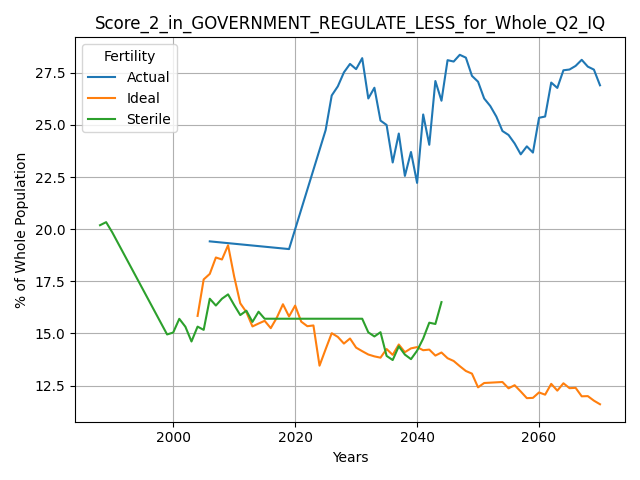 Score_2_in_GOVERNMENT_REGULATE_LESS_for_Whole_Q2_IQ
Fertility
Actual
Ideal
Sterile
% of Whole Population
27.5
25.0
22.5
20.0
17.5
15.0
12.5
2000
2020
2040
2060
Years